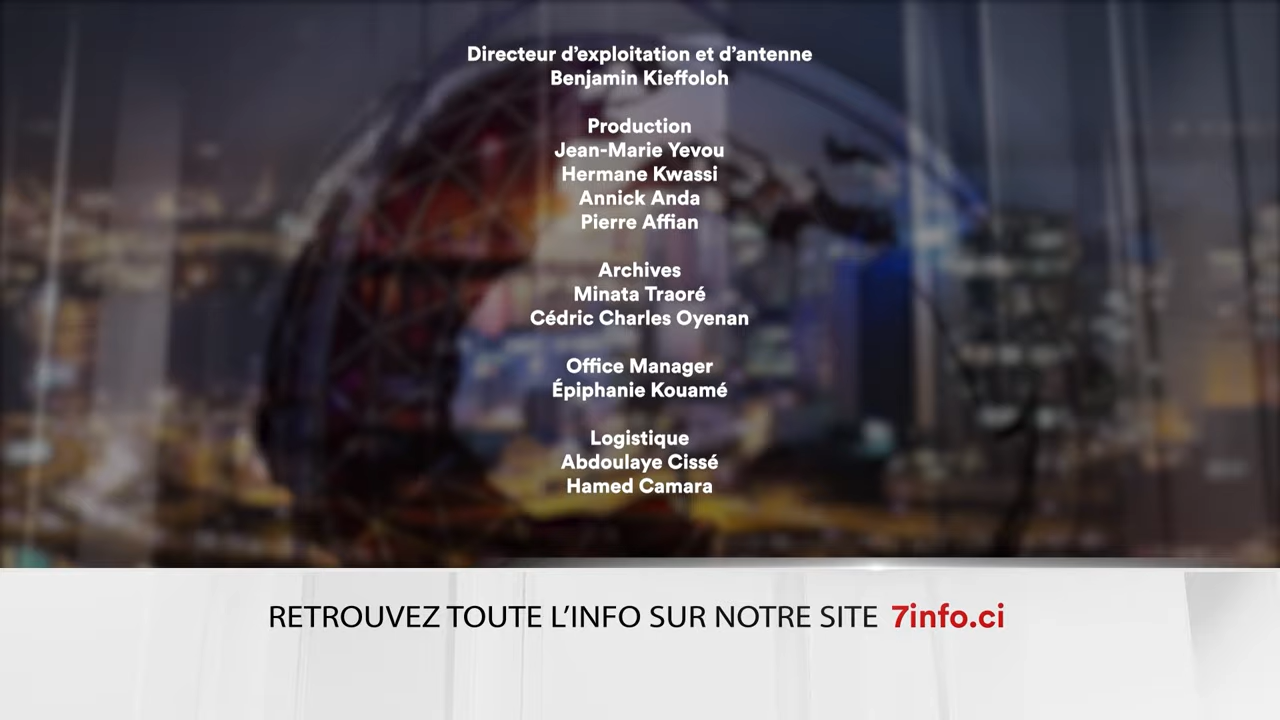 Directeur d’exploitation et d’antenne
Benjamin Kieffoloh
Production
Jean-Marie Yevou
Hermane Kwassi
Annick Anda
Pierre Affian
Archives
Minata Traoré
Cédric Charles Oyenan
Office Manager
Épiphanie Kouamé
Logistique
Abdoulaye Cissé
Hamed Camara
RETROUVEZ TOUTE L’INFO SUR NOTRE SITE 7info.ci